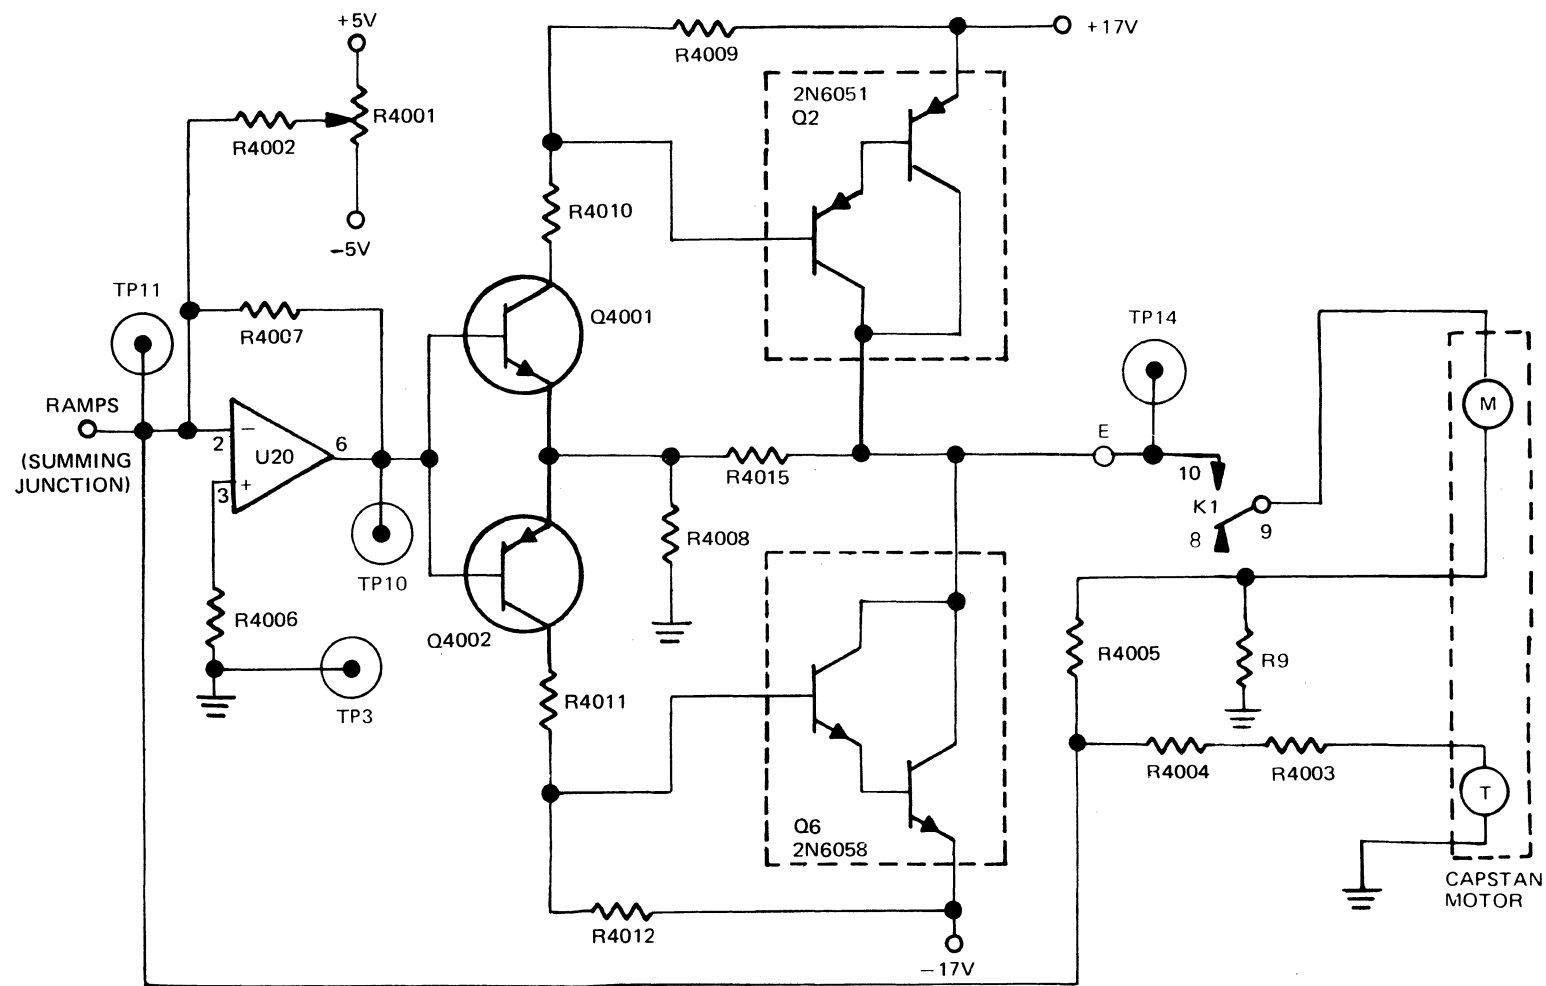 +5V
+17V
R4009
2N6051
Q2
R4001
R4002
R4010
−5V
TP11
R4007
Q4001
TP14
RAMPS
M
2
−
U20
6
E
(SUMMING
JUNCTION)
3
+
R4015
10
K1
8
9
R4008
TP10
R4006
Q4002
R4005
R9
TP3
R4011
R4004
R4003
T
Q6
2N6058
CAPSTAN
MOTOR
R4012
−17V